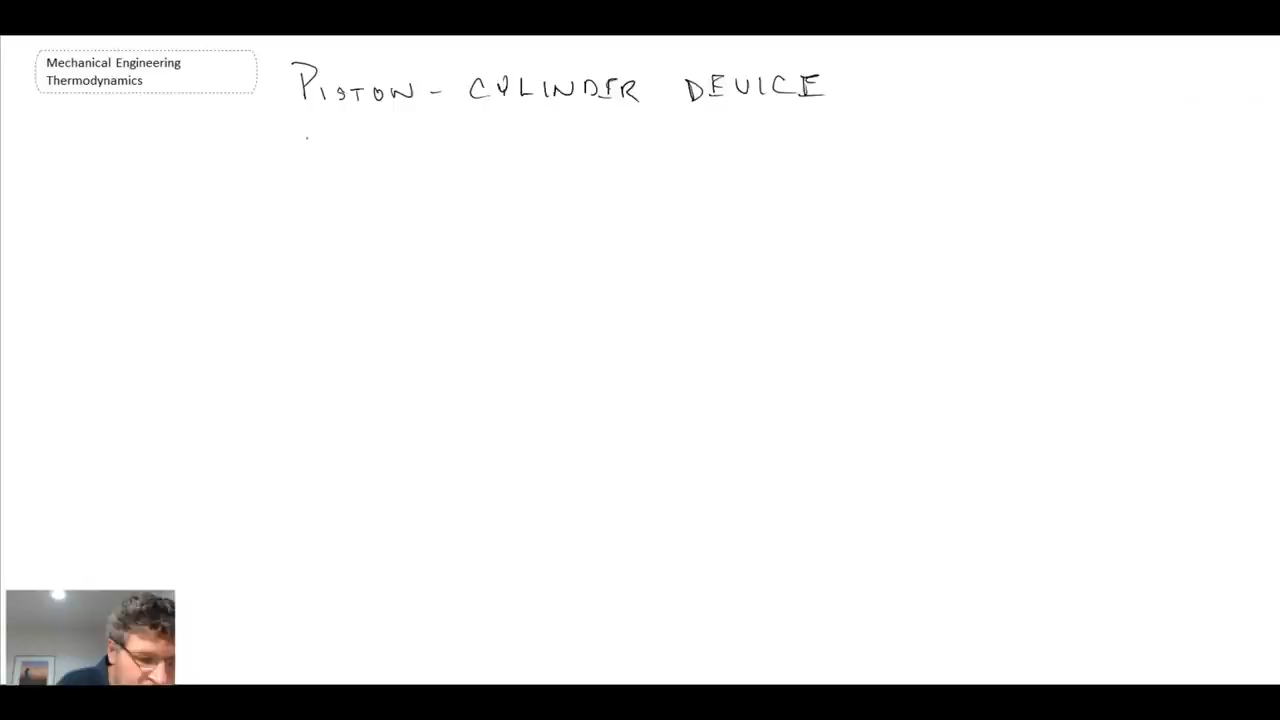 Mechanical Engineering
Thermodynamics
PISTON - CYLINDER DEVICE